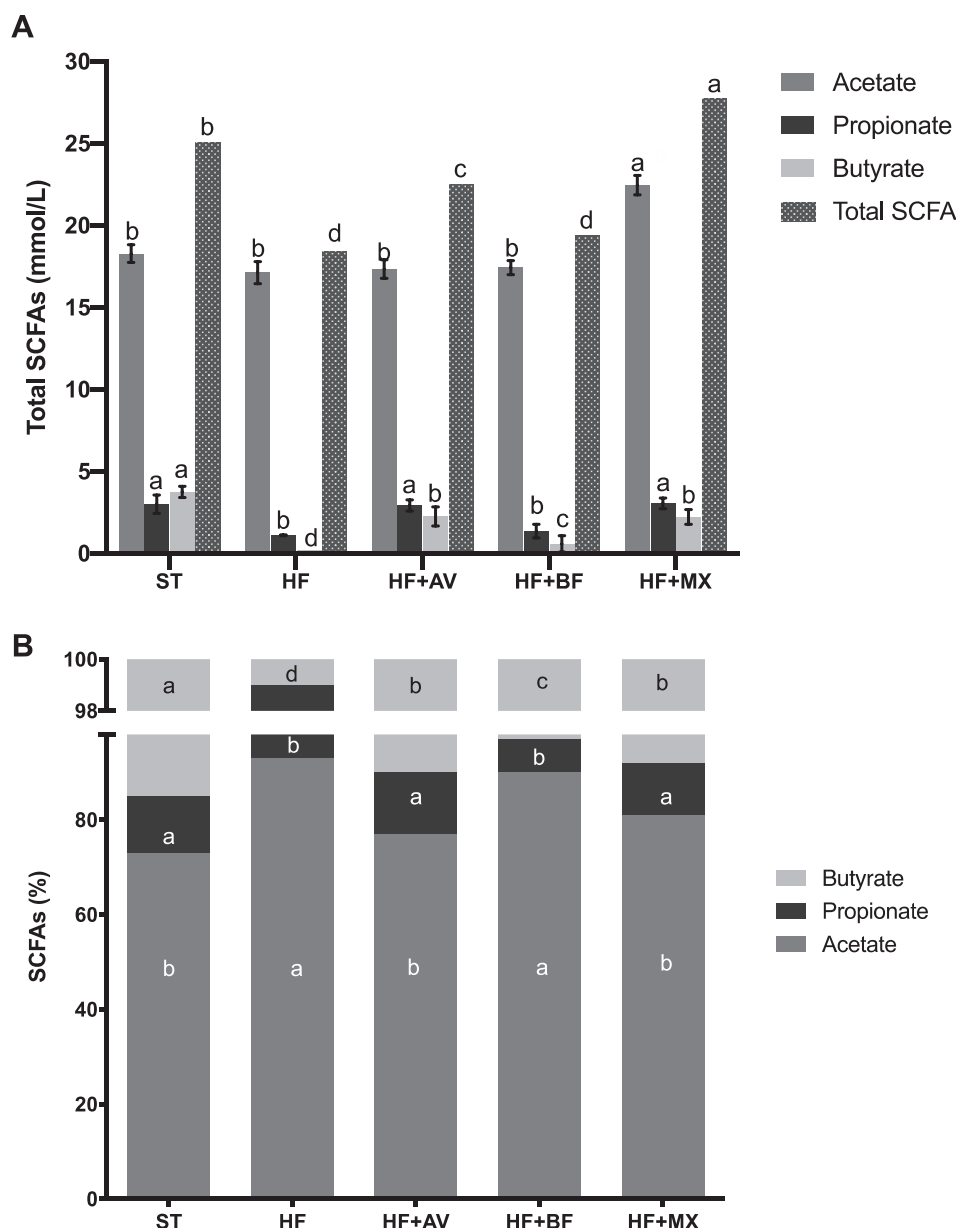 A
30
25
20
15
10
5
0
Total SCFAs (mmol/L)
b a a b
b b d d
b a b c
b b c d
a a b a
ST HF HF+AV HF+BF HF+MX
Acetate
Propionate
Butyrate
Total SCFA
B
100
98
80
60
40
20
0
SCFAs (%)
a d b c b
a b a b a
b a b a b
ST HF HF+AV HF+BF HF+MX
Butyrate
Propionate
Acetate